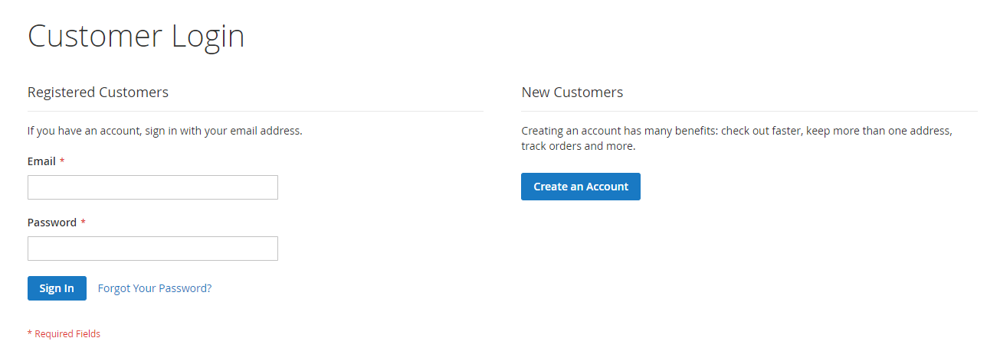 Customer Login
Registered Customers
If you have an account, sign in with your email address.
Email *
Password *
Sign In
Forgot Your Password?
* Required Fields
New Customers
Creating an account has many benefits: check out faster, keep more than one address,
track orders and more.
Create an Account